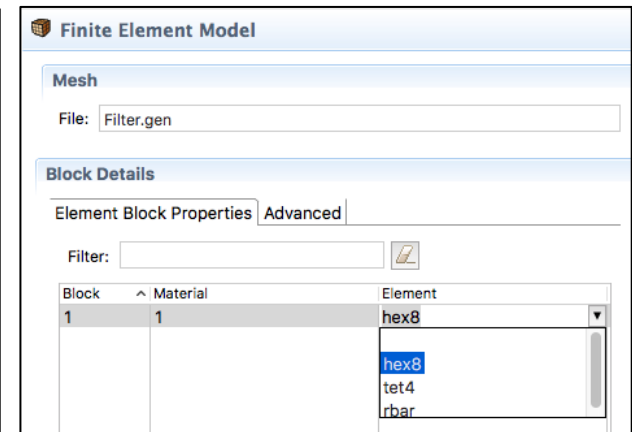 Finite Element Model
Mesh
File: Filter.gen
Block Details
Element Block Properties Advanced
Filter:
Block Material Element
1 1 hex8
hex8
tet4
rbar